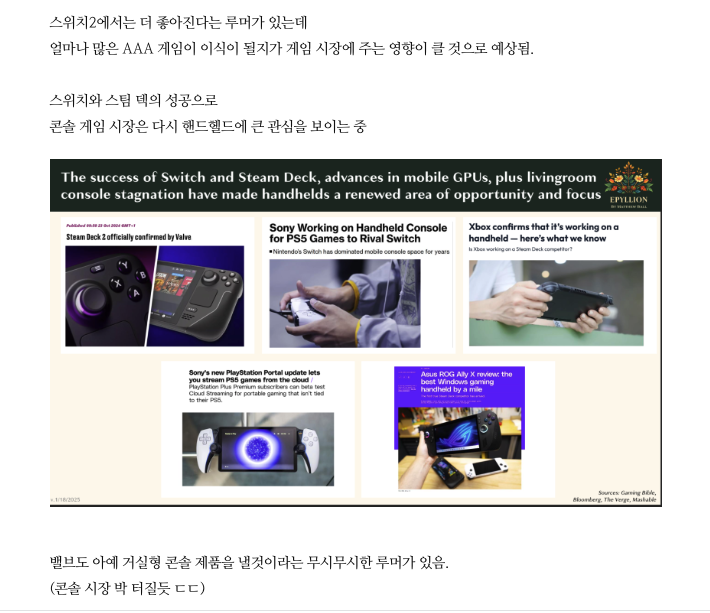 스위치2에서는 더 좋아진다는 루머가 있는데
얼마나 많은 AAA 게임이 이식이 될지가 게임 시장에 주는 영향이 클 것으로 예상됨.
스위치와 스팀 덱의 성공으로
콘솔 게임 시장은 다시 핸드헬드에 큰 관심을 보이는 중
The success of Switch and Steam Deck, advances in mobile GPUs, plus livingroom
console stagnation have made handhelds a renewed area of opportunity and focus
EPYLLION
BY MATTHEW BALL
Steam Deck 2 officially confirmed by Valve
Sony Working on Handheld Console
for PS5 Games to Rival Switch
▪ Nintendo's Switch has dominated mobile console space for years
Xbox confirms that it's working on a
handheld — here's what we know
Is Xbox working on a Steam Deck competitor?
Sony's new PlayStation Portal update lets
you stream PS5 games from the cloud /
PlayStation Plus Premium subscribers can beta test
Cloud Streaming for portable gaming that isn't tied
to their PS5.
Asus ROG Ally X review: the
best Windows gaming
handheld by a mile
1/18/2025
Sources: Gaming Bible,
Bloomberg, The Verge, Mashable
밸브도 아예 거실형 콘솔 제품을 낼것이라는 무시무시한 루머가 있음.
(콘솔 시장 박 터질듯 ㄷㄷ)